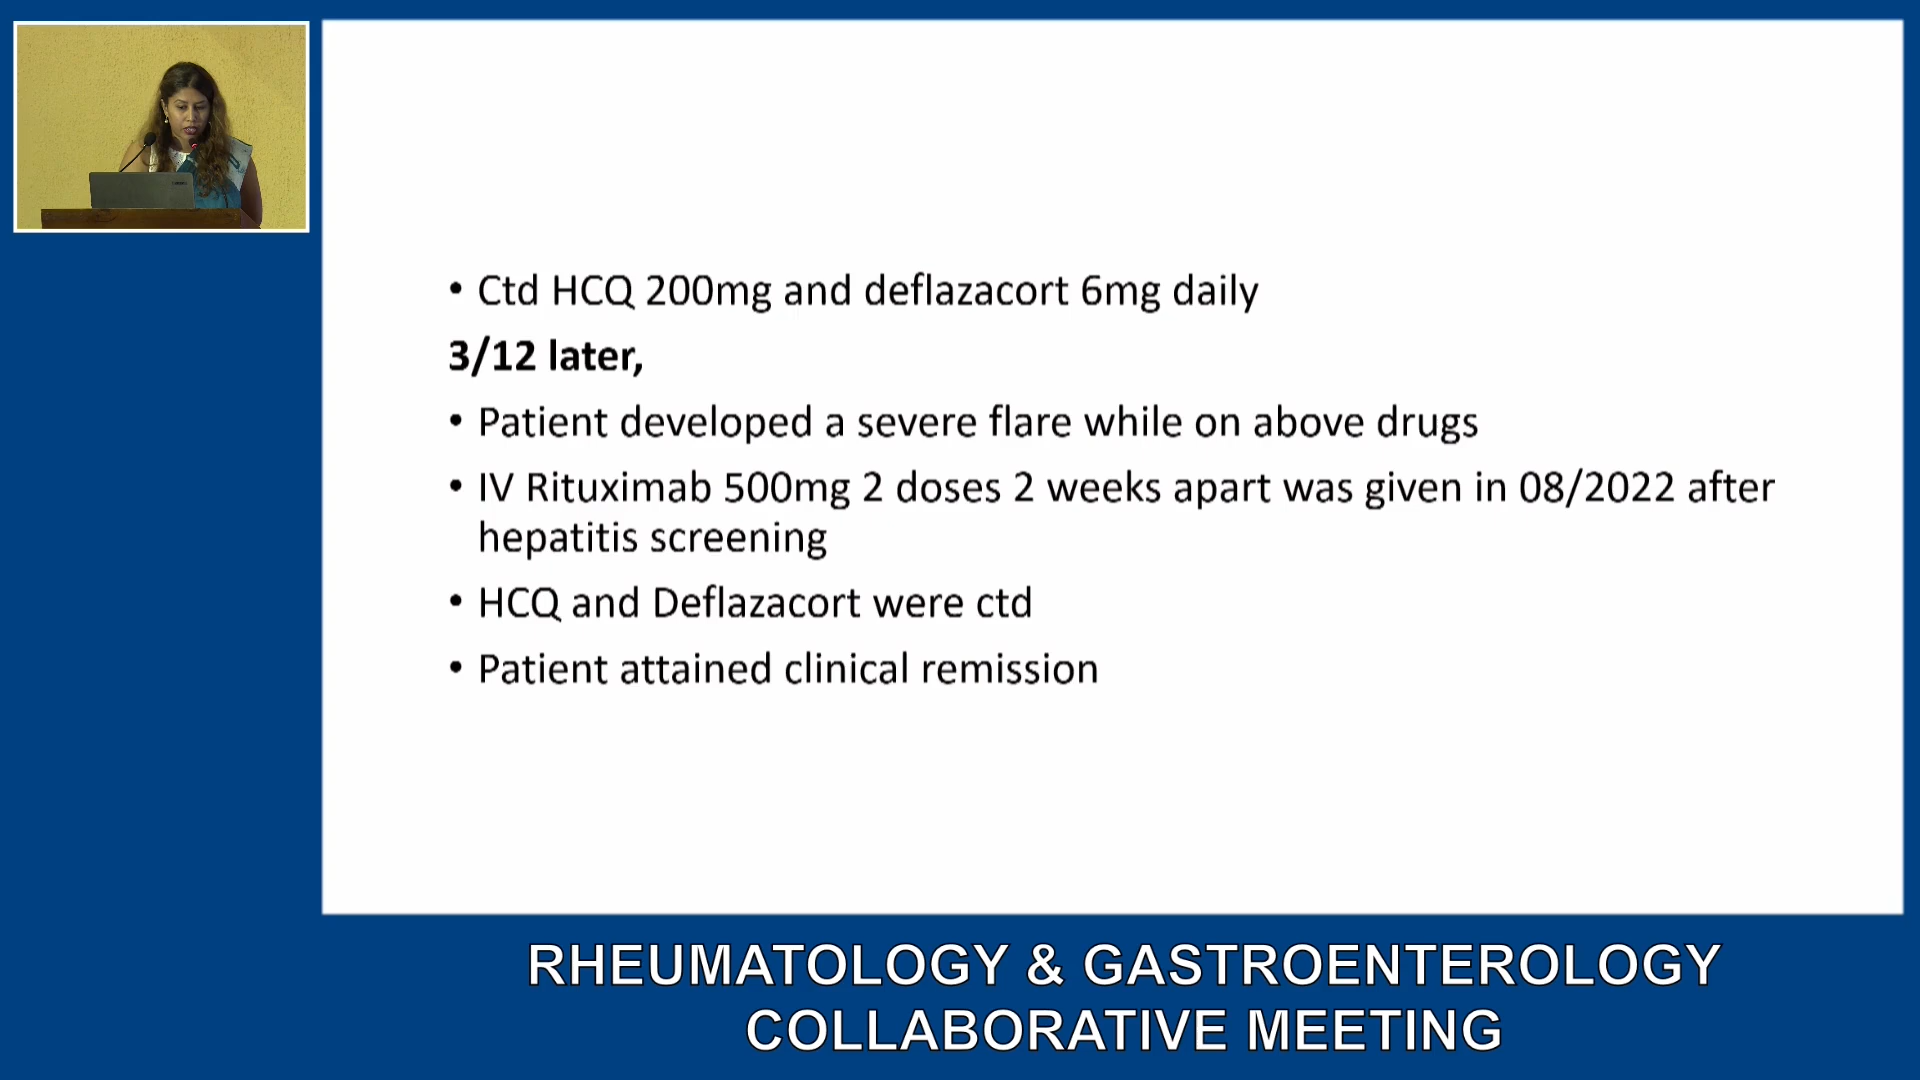 • Ctd HCQ 200mg and deflazacort 6mg daily
3/12 later,
• Patient developed a severe flare while on above drugs
• IV Rituximab 500mg 2 doses 2 weeks apart was given in 08/2022 after
hepatitis screening
• HCQ and Deflazacort were ctd
• Patient attained clinical remission
RHEUMATOLOGY & GASTROENTEROLOGY
COLLABORATIVE MEETING